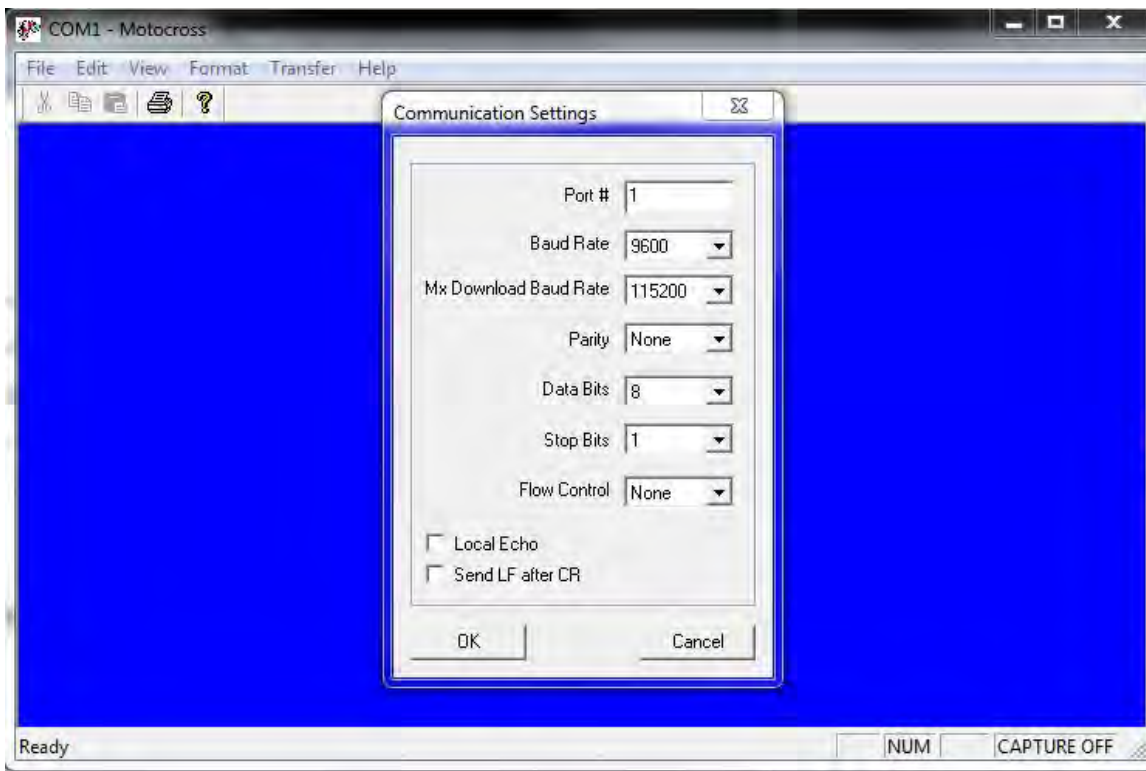 COM1 - Motocross
File Edit View Format Transfer Help
Communication Settings
Port # 1
Baud Rate 9600
Mx Download Baud Rate 115200
Parity None
Data Bits 8
Stop Bits 1
Flow Control None
Local Echo
Send LF after CR
OK Cancel
Ready NUM CAPTURE OFF